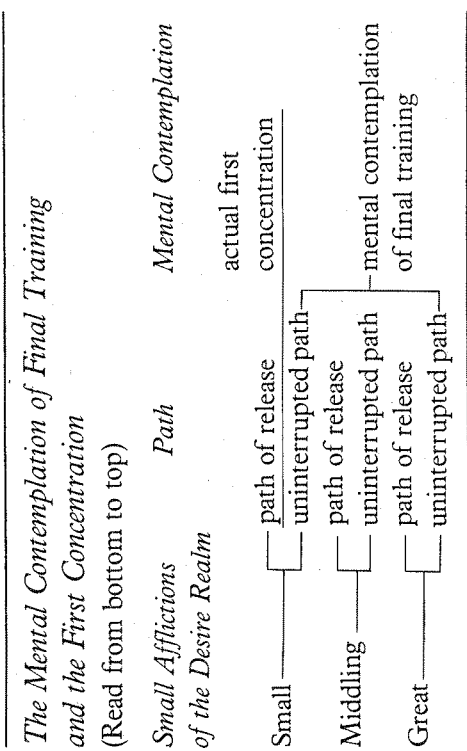 The Mental Contemplation of Final Training
and the First Concentration
(Read from bottom to top)
Small Afflictions
of the Desire Realm
Path
Mental Contemplation
actual first
concentration
Small
path of release
uninterrupted path
Middling
path of release
uninterrupted path
mental contemplation
of final training
Great
path of release
uninterrupted path